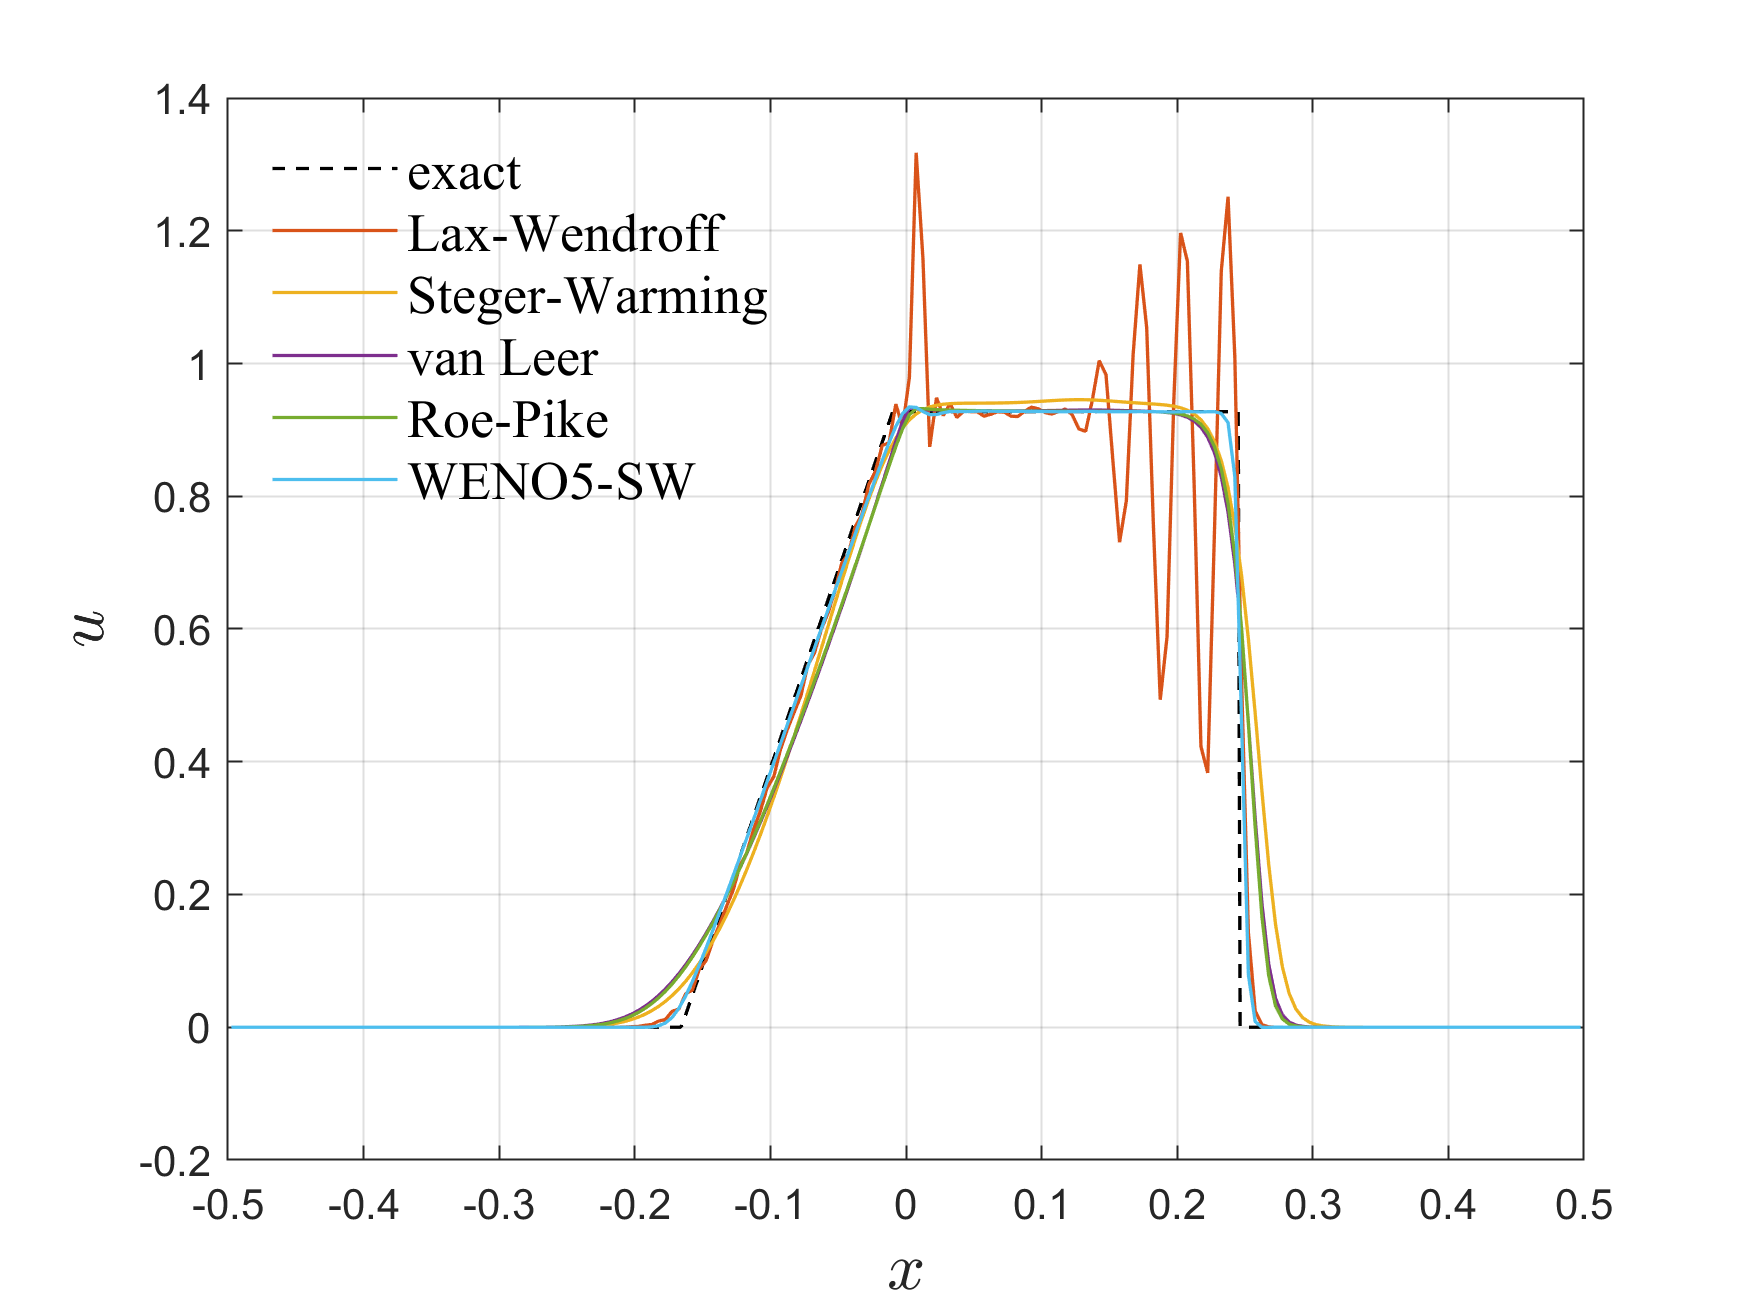 1.4
1.2
1
0.8
0.6
0.4
0.2
0
-0.2
exact
Lax-Wendroff
Steger-Warming
van Leer
Roe-Pike
WENO5-SW
u
-0.5 -0.4 -0.3 -0.2 -0.1 0 0.1 0.2 0.3 0.4 0.5
x